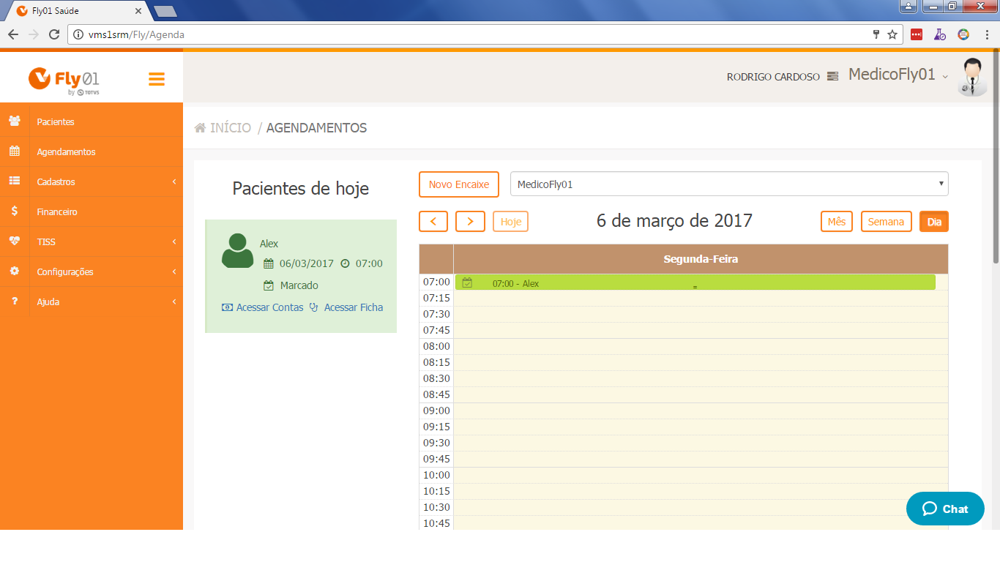 Fly01 Saúde
vms1srm/Fly/Agenda
Fly01
by TOTVS
RODRIGO CARDOSO MedicoFly01
Pacientes
Agendamentos
Cadastros
Financeiro
TISS
Configurações
Ajuda
INÍCIO / AGENDAMENTOS
Pacientes de hoje
Alex
06/03/2017 07:00
Marcado
Acessar Contas Acessar Ficha
Novo Encaixe MedicoFly01
< > Hoje 6 de março de 2017 Mês Semana Dia
Segunda-Feira
07:00 07:00 - Alex
07:15
07:30
07:45
08:00
08:15
08:30
08:45
09:00
09:15
09:30
09:45
10:00
10:15
10:30
10:45
Chat